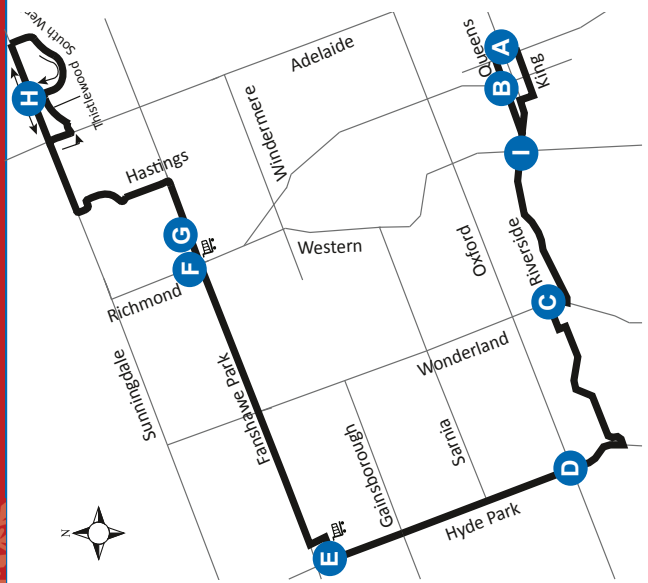 South Wen
Thistlewood
H
Adelaide
Queens
A
B
King
Windermere
Hastings
I
G
F
Western
Richmond
Oxford
Riverside
C
Sunningdale
Fanshawe Park
Wonderland
Gainsborough
Sarnia
D
Hyde Park
E
N